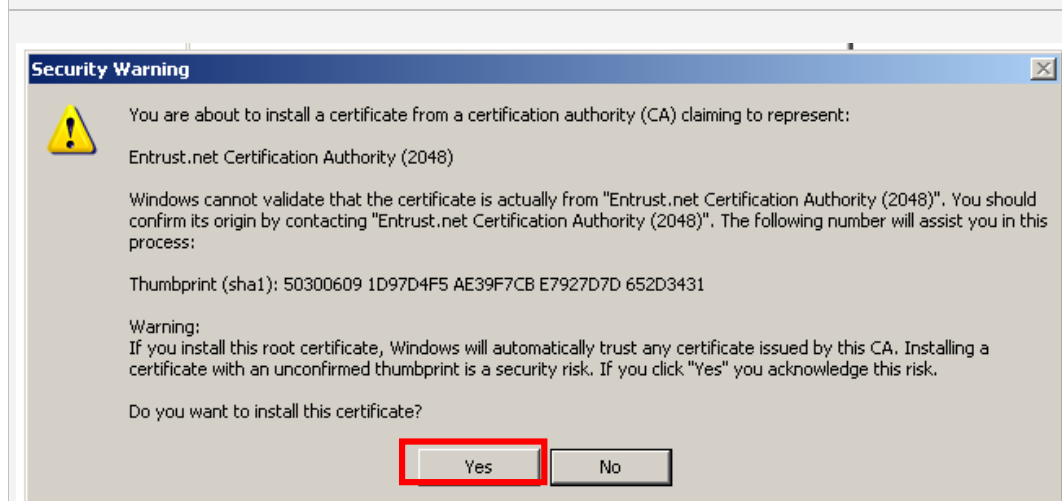 Security Warning
You are about to install a certificate from a certification authority (CA) claiming to represent:
Entrust.net Certification Authority (2048)
Windows cannot validate that the certificate is actually from "Entrust.net Certification Authority (2048)". You should
confirm its origin by contacting "Entrust.net Certification Authority (2048)". The following number will assist you in this
process:
Thumbprint (sha1): 50300609 1D97D4F5 AE39F7CB E7927D7D 652D3431
Warning:
If you install this root certificate, Windows will automatically trust any certificate issued by this CA. Installing a
certificate with an unconfirmed thumbprint is a security risk. If you click "Yes" you acknowledge this risk.
Do you want to install this certificate?
Yes No